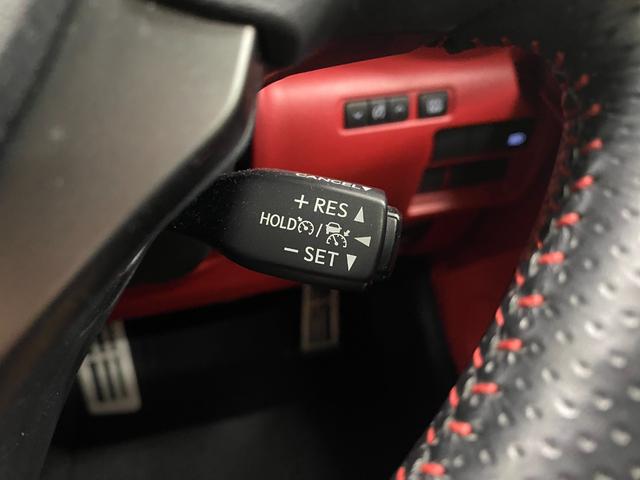 CANCEL
+ RES
HOLD /
− SET